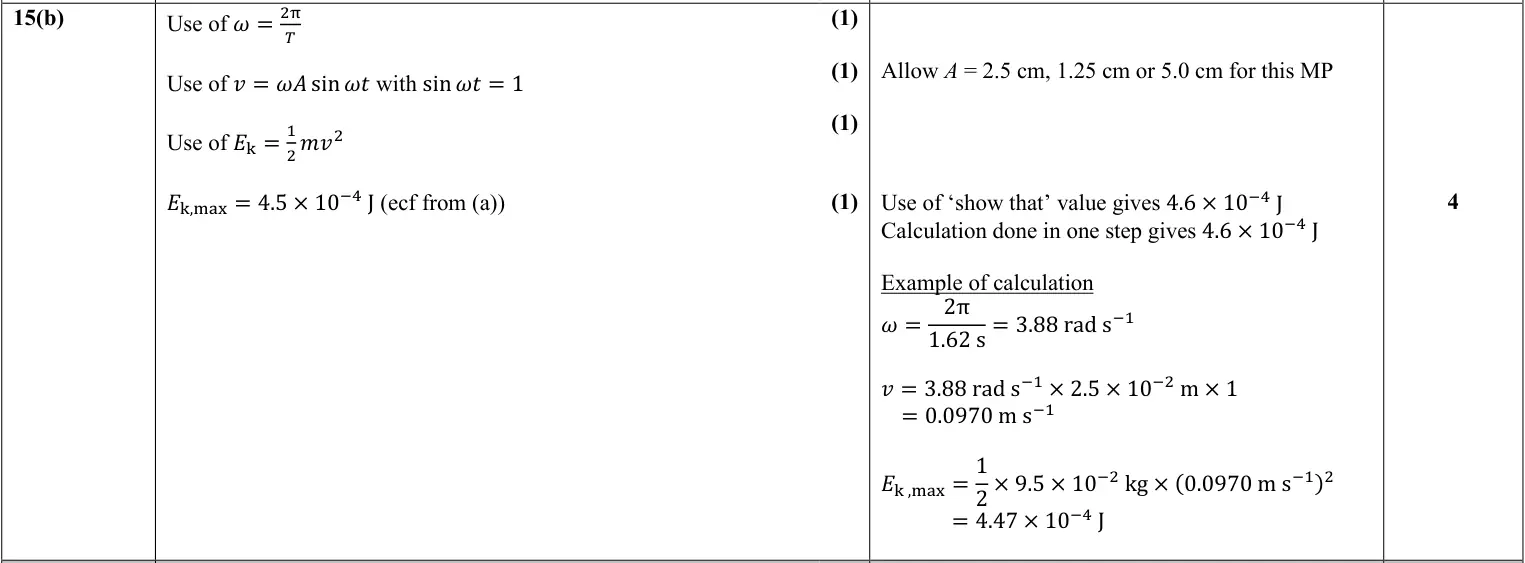 15(b)
Use of ω = 2π/T (1)
Use of v = ωA sin ωt with sin ωt = 1 (1) Allow A = 2.5 cm, 1.25 cm or 5.0 cm for this MP
Use of Eₖ = 1/2 mv² (1)
Eₖ,ₘₐₓ = 4.5 × 10⁻⁴ J (ecf from (a)) (1) Use of ‘show that’ value gives 4.6 × 10⁻⁴ J 4
Calculation done in one step gives 4.6 × 10⁻⁴ J
Example of calculation
ω = 2π/1.62 s = 3.88 rad s⁻¹
v = 3.88 rad s⁻¹ × 2.5 × 10⁻² m × 1
= 0.0970 m s⁻¹
Eₖ ,ₘₐₓ = 1/2 × 9.5 × 10⁻² kg × (0.0970 m s⁻¹)²
= 4.47 × 10⁻⁴ J